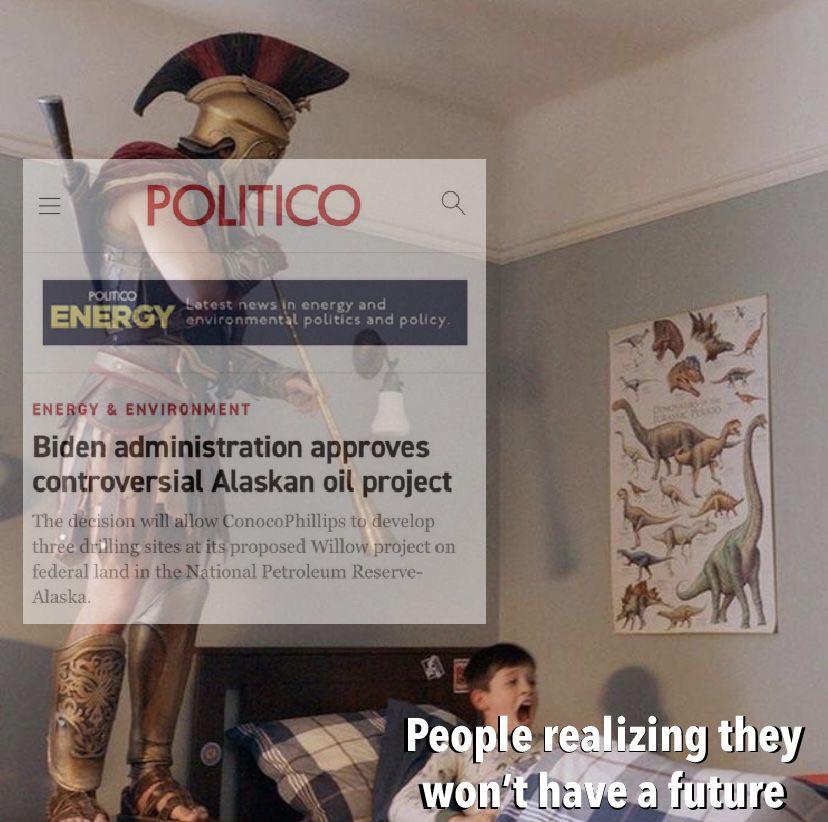 POLITICO
POLITICO
ENERGY
Latest news in energy and
environmental politics and policy.
ENERGY & ENVIRONMENT
Biden administration approves
controversial Alaskan oil project
The decision will allow ConocoPhillips to develop
three drilling sites at its proposed Willow project on
federal land in the National Petroleum Reserve-
Alaska.
DINOSAURS OF THE
JURASSIC PERIOD
People realizing they
won't have a future